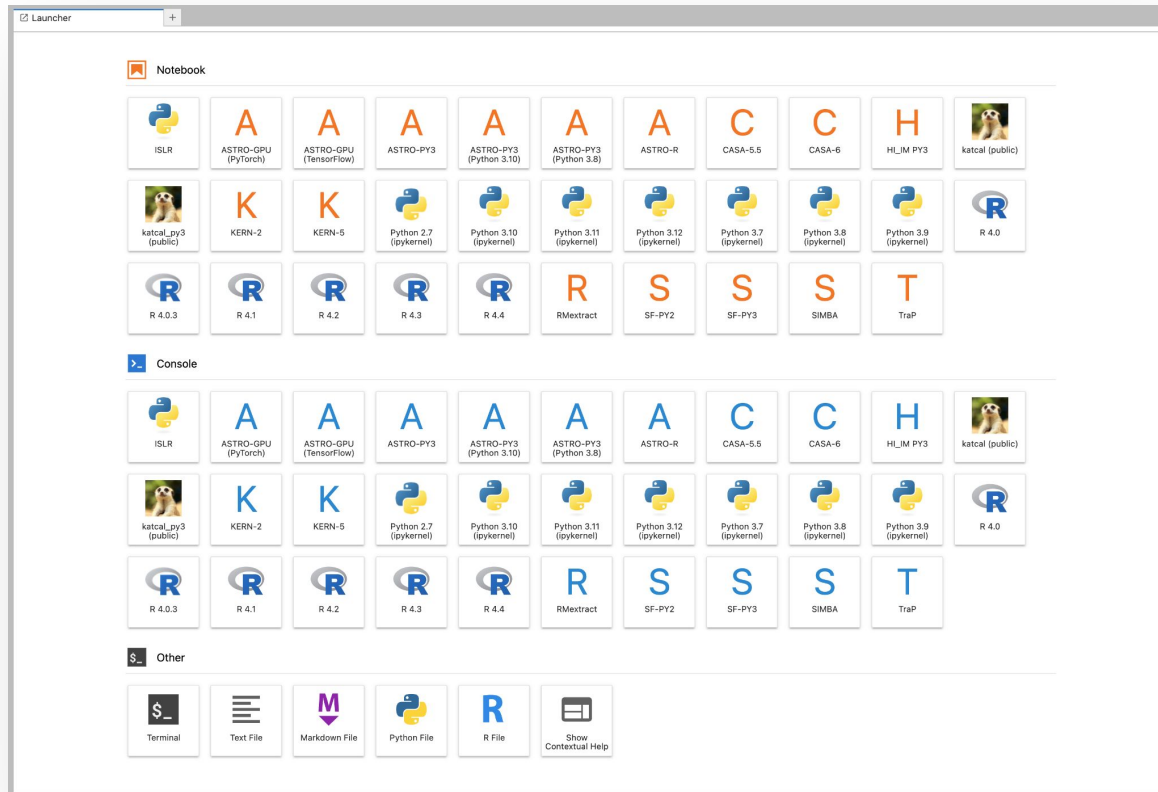 Launcher
+
Notebook
ISLR
A
ASTRO-GPU
(PyTorch)
A
ASTRO-GPU
(TensorFlow)
A
ASTRO-PY3
A
ASTRO-PY3
(Python 3.10)
A
ASTRO-PY3
(Python 3.8)
A
ASTRO-R
C
CASA-5.5
C
CASA-6
H
HI_IM PY3
katcal (public)
katcal_py3
(public)
K
KERN-2
K
KERN-5
Python 2.7
(ipykernel)
Python 3.10
(ipykernel)
Python 3.11
(ipykernel)
Python 3.12
(ipykernel)
Python 3.7
(ipykernel)
Python 3.8
(ipykernel)
Python 3.9
(ipykernel)
R
R 4.0
R
R 4.0.3
R
R 4.1
R
R 4.2
R
R 4.3
R
R 4.4
R
RMextract
S
SF-PY2
S
SF-PY3
S
SIMBA
T
TraP
>_ Console
ISLR
A
ASTRO-GPU
(PyTorch)
A
ASTRO-GPU
(TensorFlow)
A
ASTRO-PY3
A
ASTRO-PY3
(Python 3.10)
A
ASTRO-PY3
(Python 3.8)
A
ASTRO-R
C
CASA-5.5
C
CASA-6
H
HI_IM PY3
katcal (public)
katcal_py3
(public)
K
KERN-2
K
KERN-5
Python 2.7
(ipykernel)
Python 3.10
(ipykernel)
Python 3.11
(ipykernel)
Python 3.12
(ipykernel)
Python 3.7
(ipykernel)
Python 3.8
(ipykernel)
Python 3.9
(ipykernel)
R
R 4.0
R
R 4.0.3
R
R 4.1
R
R 4.2
R
R 4.3
R
R 4.4
R
RMextract
S
SF-PY2
S
SF-PY3
S
SIMBA
T
TraP
$_ Other
$_
Terminal
Text File
M
Markdown File
Python File
R
R File
Show
Contextual Help